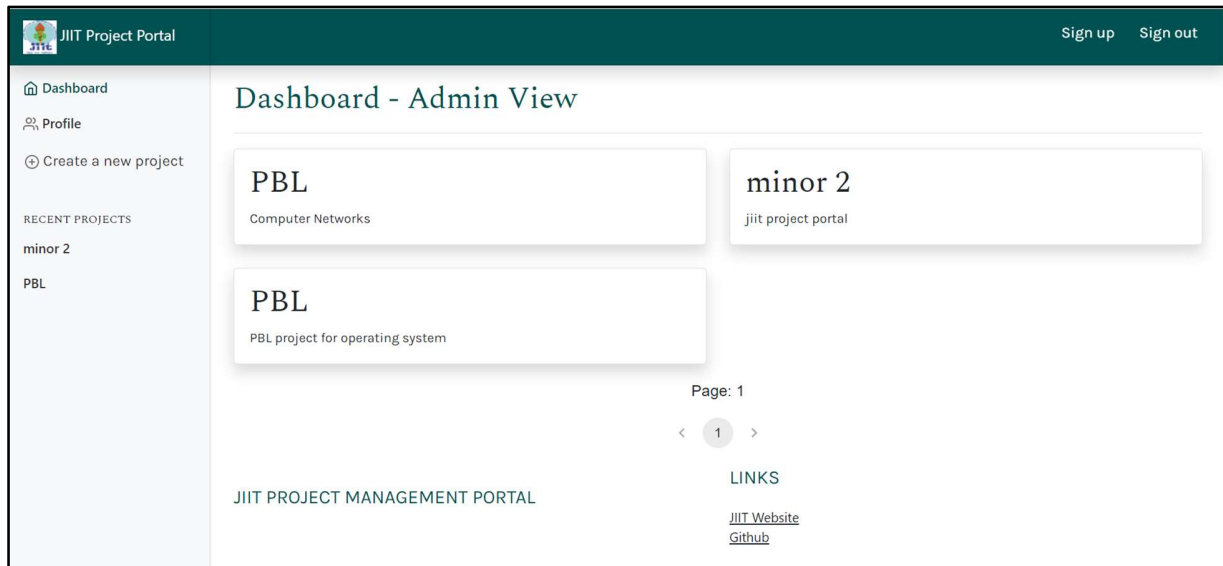 JIIT
JIIT Project Portal
Sign up
Sign out
Dashboard
Profile
Create a new project
RECENT PROJECTS
minor 2
PBL
Dashboard - Admin View
PBL
Computer Networks
minor 2
jiit project portal
PBL
PBL project for operating system
Page: 1
1
JIIT PROJECT MANAGEMENT PORTAL
LINKS
JIIT Website
Github